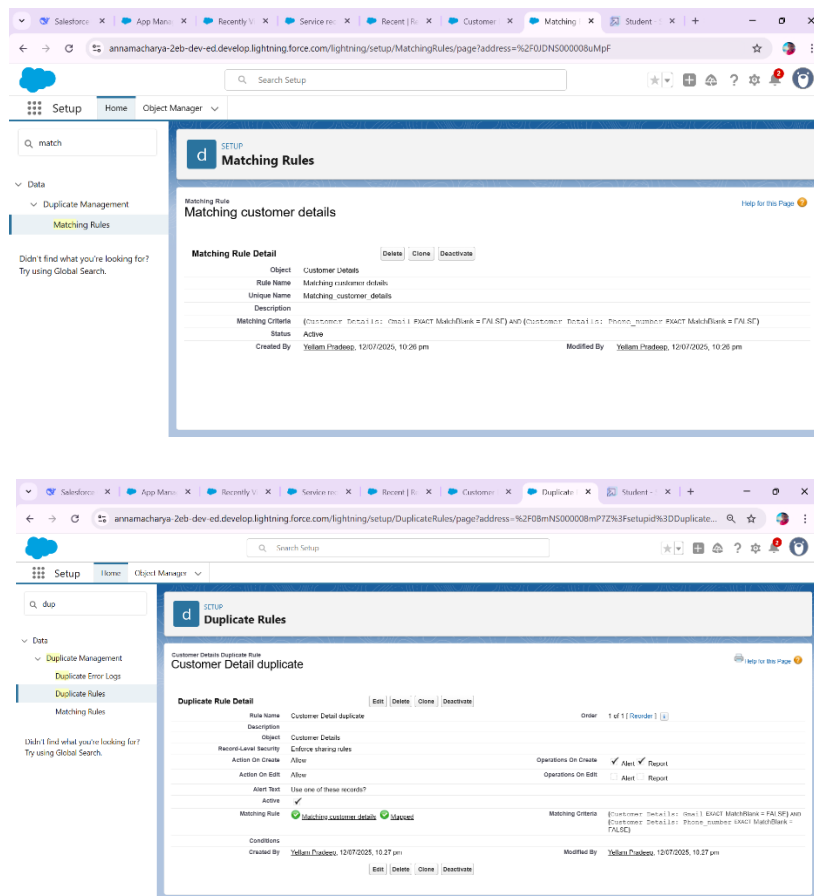 Salesforce
App Mana
Recently V
Service rec
Recent | Re
Customer
Matching
Student -
annamacharya-2eb-dev-ed.develop.lightning.force.com/lightning/setup/MatchingRules/page?address=%2F0JDNS000008uMpF
Search Setup
2
Setup Home Object Manager
match
SETUP
Matching Rules
Data
Duplicate Management
Matching Rules
Didn't find what you're looking for?
Try using Global Search.
Matching Rule
Matching customer details
Help for this Page
Matching Rule Detail Delete Clone Deactivate
Object Customer Details
Rule Name Matching customer details
Unique Name Matching_customer_details
Description
Matching Criteria (Customer Details: Gmail EXACT MatchBlank = FALSE) AND (Customer Details: Phone_number EXACT MatchBlank = FALSE)
Status Active
Created By Yellam Pradeep, 12/07/2025, 10:26 pm Modified By Yellam Pradeep, 12/07/2025, 10:26 pm
Salesforce
App Mana
Recently V
Service rec
Recent | Re
Customer
Duplicate
Student -
annamacharya-2eb-dev-ed.develop.lightning.force.com/lightning/setup/DuplicateRules/page?address=%2F0BmNS000008mP7Z%3Fsetupid%3DDuplicate...
Search Setup
2
Setup Home Object Manager
dup
SETUP
Duplicate Rules
Data
Duplicate Management
Duplicate Error Logs
Duplicate Rules
Matching Rules
Didn't find what you're looking for?
Try using Global Search.
Customer Details Duplicate Rule
Customer Detail duplicate
Help for this Page
Duplicate Rule Detail Edit Delete Clone Deactivate
Rule Name Customer Detail duplicate Order 1 of 1 [ Reorder ]
Description
Object Customer Details
Record-Level Security Enforce sharing rules
Action On Create Allow Operations On Create Alert Report
Action On Edit Allow Operations On Edit Alert Report
Alert Text Use one of these records?
Active
Matching Rule Matching customer details Mapped Matching Criteria (Customer Details: Gmail EXACT MatchBlank = FALSE) AND
(Customer Details: Phone_number EXACT MatchBlank =
FALSE)
Conditions
Created By Yellam Pradeep, 12/07/2025, 10:27 pm Modified By Yellam Pradeep, 12/07/2025, 10:27 pm
Edit Delete Clone Deactivate